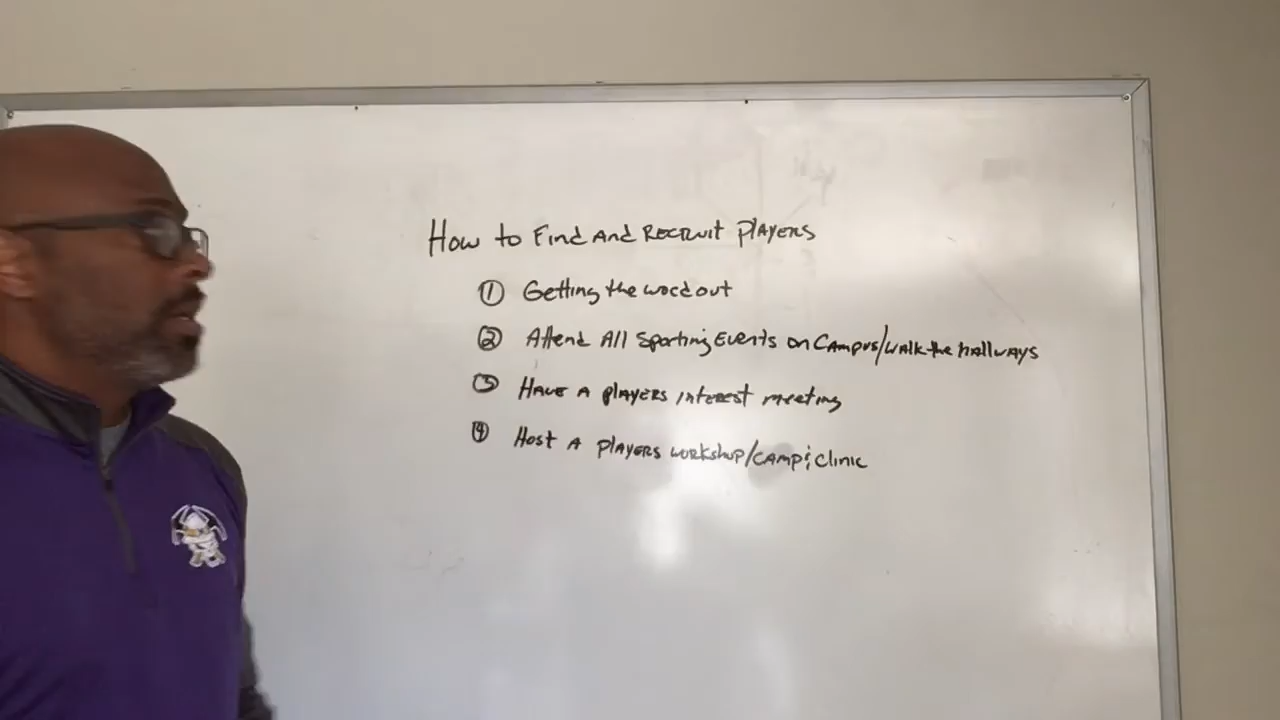 How to Find And Recruit Players
① Getting the word out
② Attend All Sporting Events on Campus/Walk the hallways
③ Have A players interest meeting
④ Host A players workshop/camp & clinic